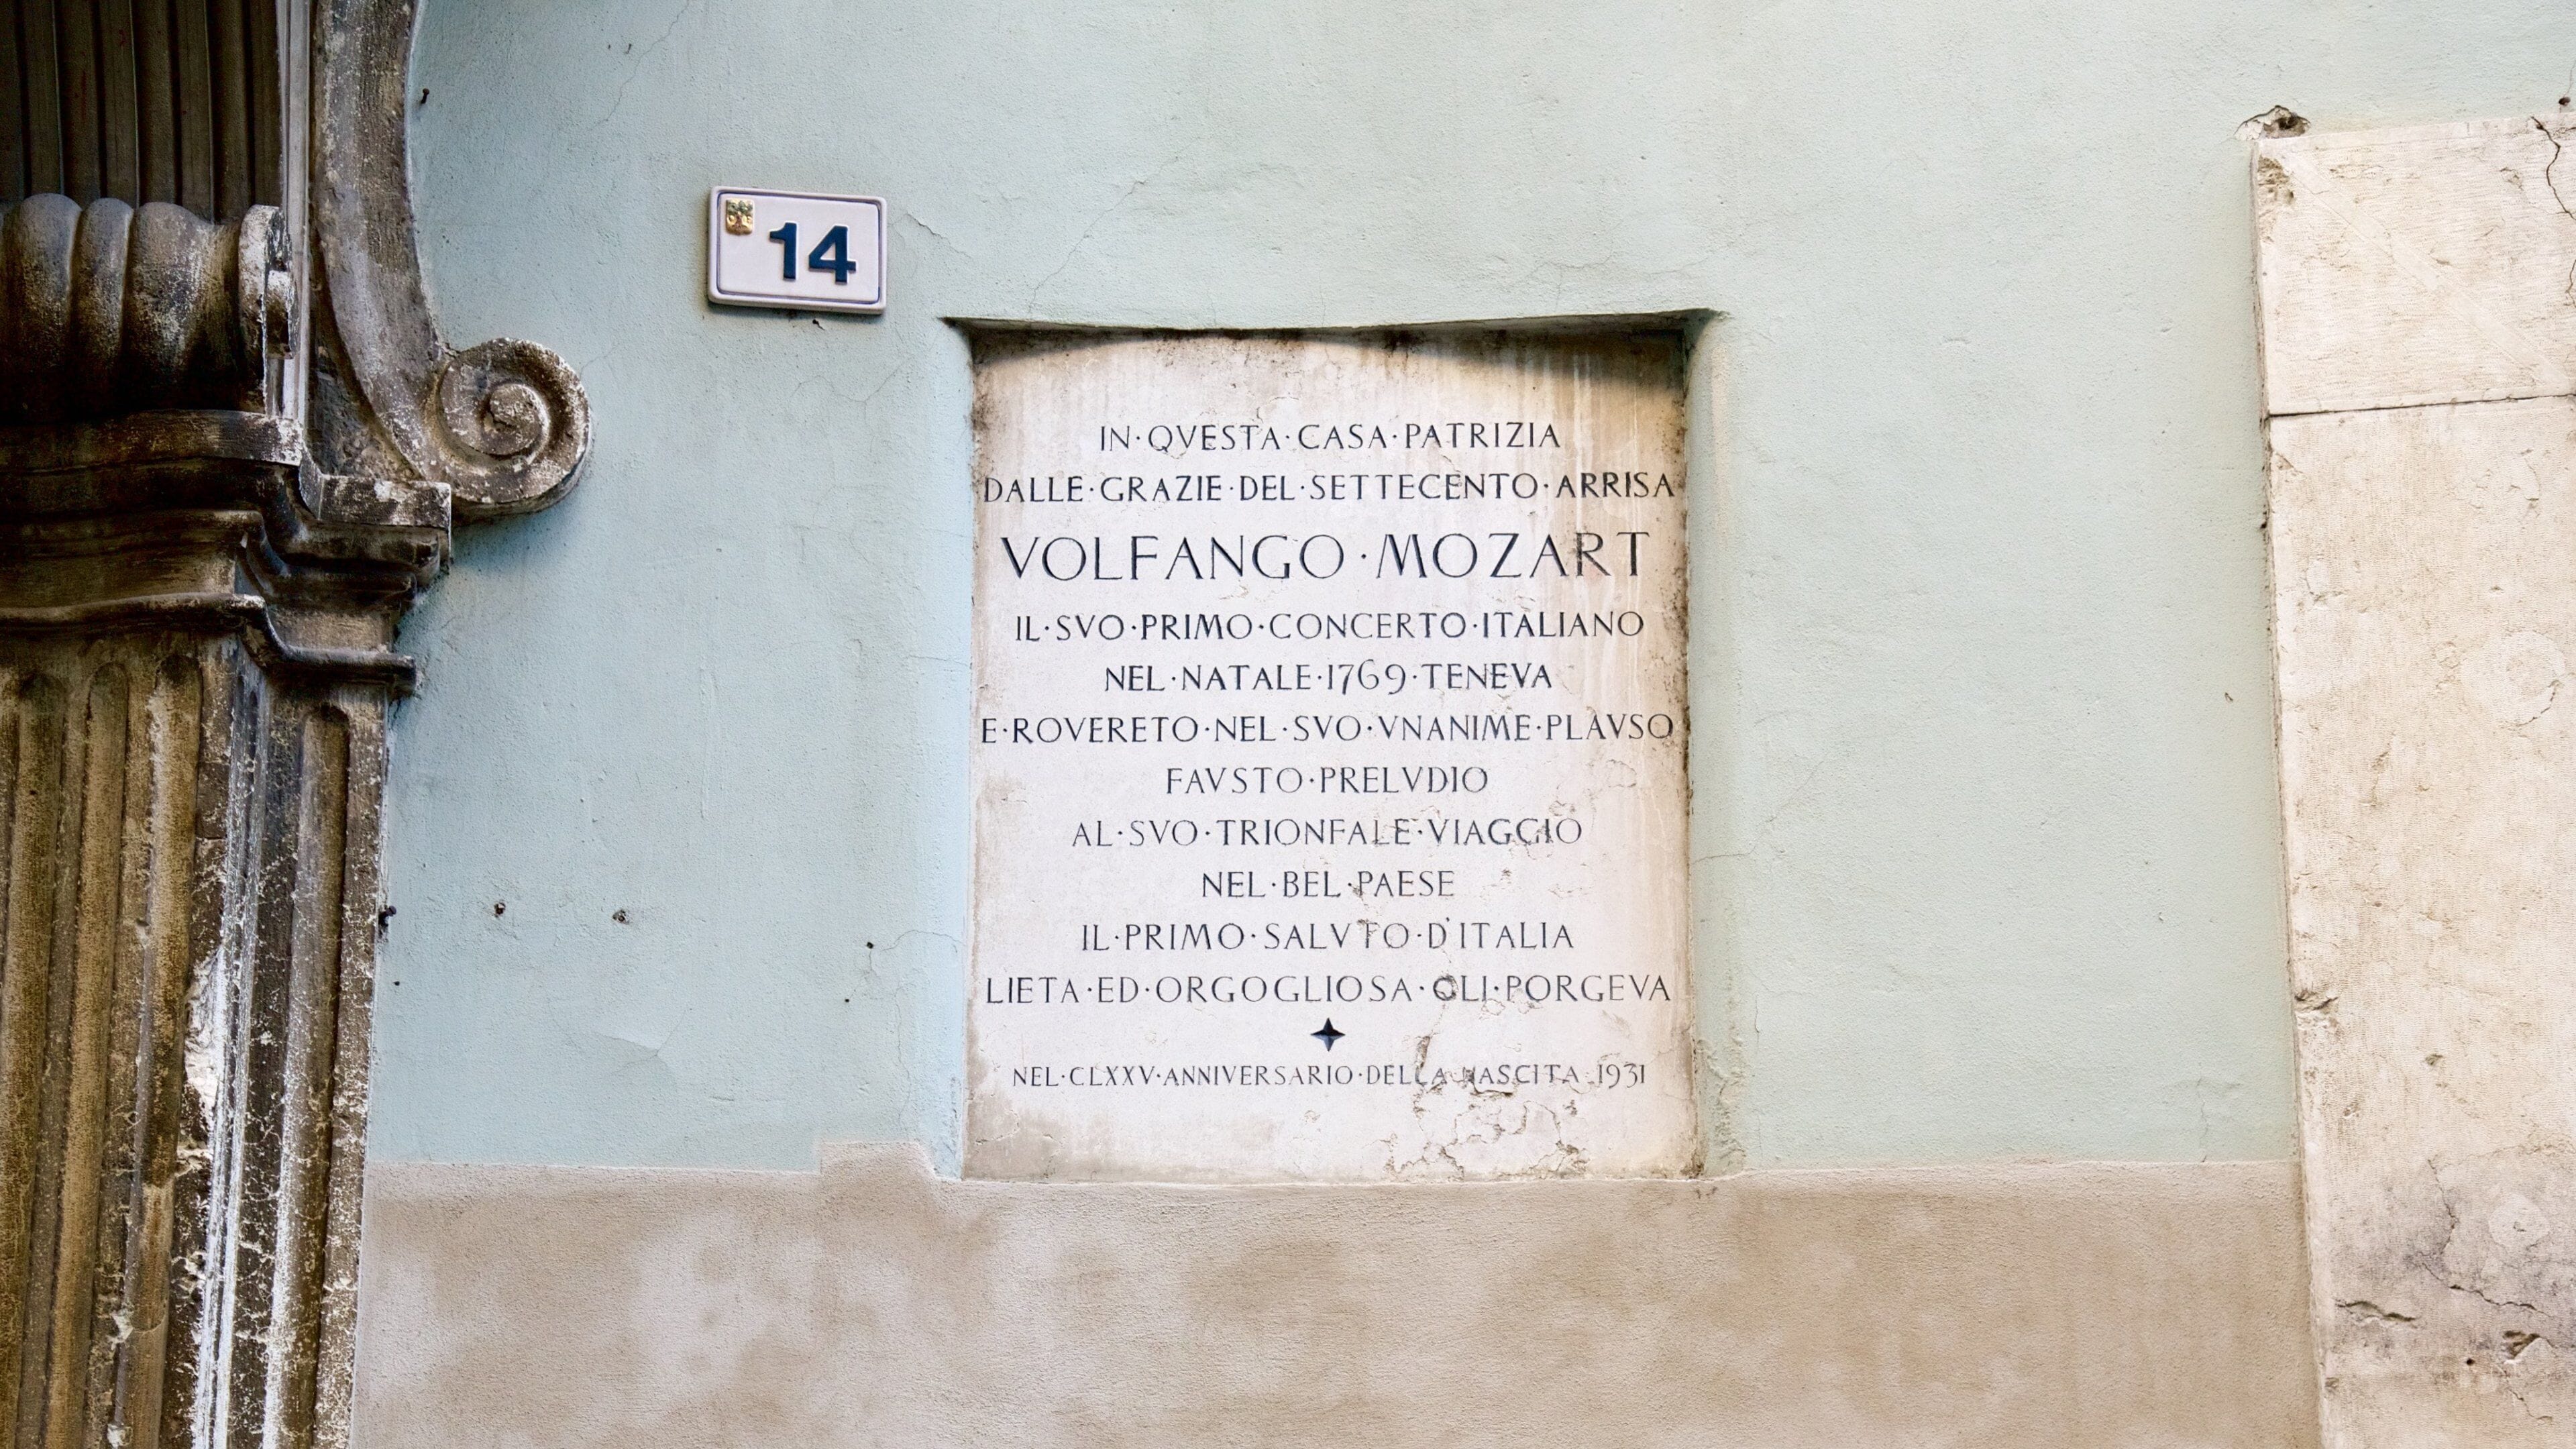 14
IN·QVESTA·CASA·PATRIZIA
DALLE·GRAZIE·DEL·SETTECENTO·ARRISA
VOLFANGO·MOZART
IL·SVO·PRIMO·CONCERTO·ITALIANO
NEL·NATALE·1769·TENEVA
E·ROVERETO·NEL·SVO·VNANIME·PLAVSO
FAVSTO·PRELVDIO
AL·SVO·TRIONFALE·VIAGGIO
NEL·BEL·PAESE
IL·PRIMO·SALVTO·D'ITALIA
LIETA·ED·ORGOGLIOSA·GLI·PORGEVA
NEL·CLXXV·ANNIVERSARIO·DELLA NASCITA·1931